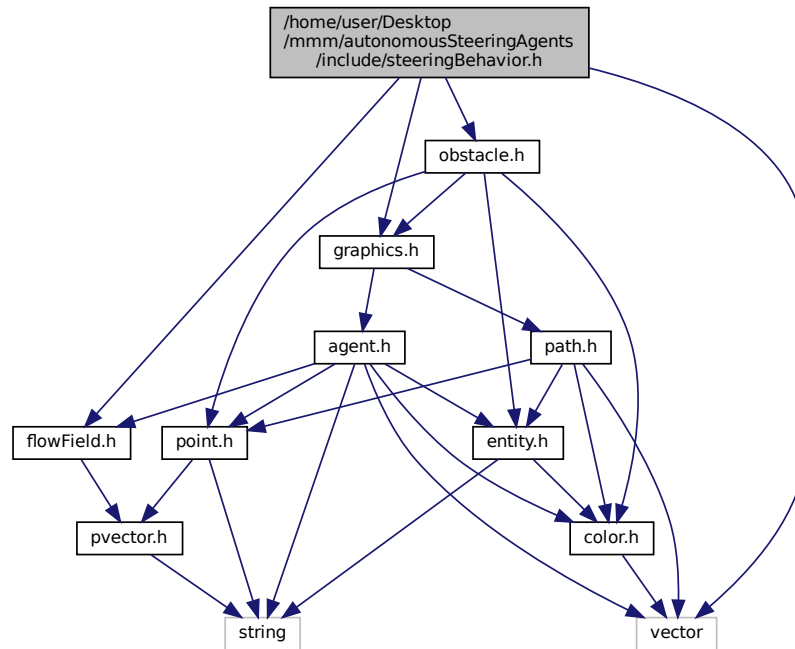 /home/user/Desktop
/mmm/autonomousSteeringAgents
/include/steeringBehavior.h
obstacle.h
graphics.h
agent.h
path.h
flowField.h
point.h
entity.h
pvector.h
color.h
string
vector